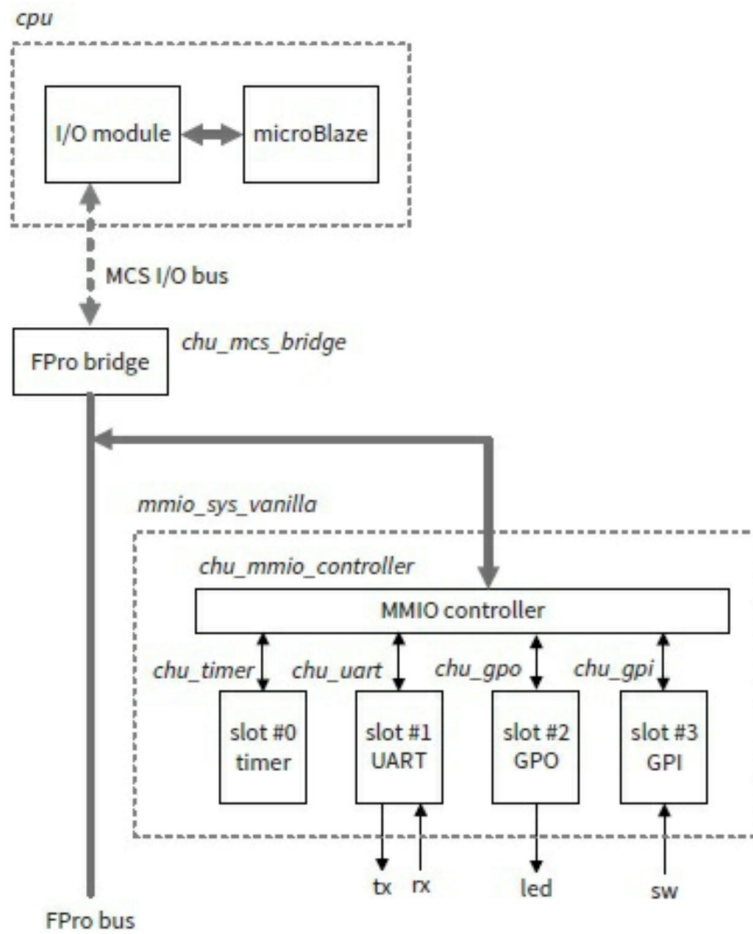 cpu
I/O module
microBlaze
MCS I/O bus
FPro bridge
chu_mcs_bridge
mmio_sys_vanilla
chu_mmio_controller
MMIO controller
chu_timer
chu_uart
chu_gpo
chu_gpi
slot #0
timer
slot #1
UART
slot #2
GPO
slot #3
GPI
tx
rx
led
sw
FPro bus